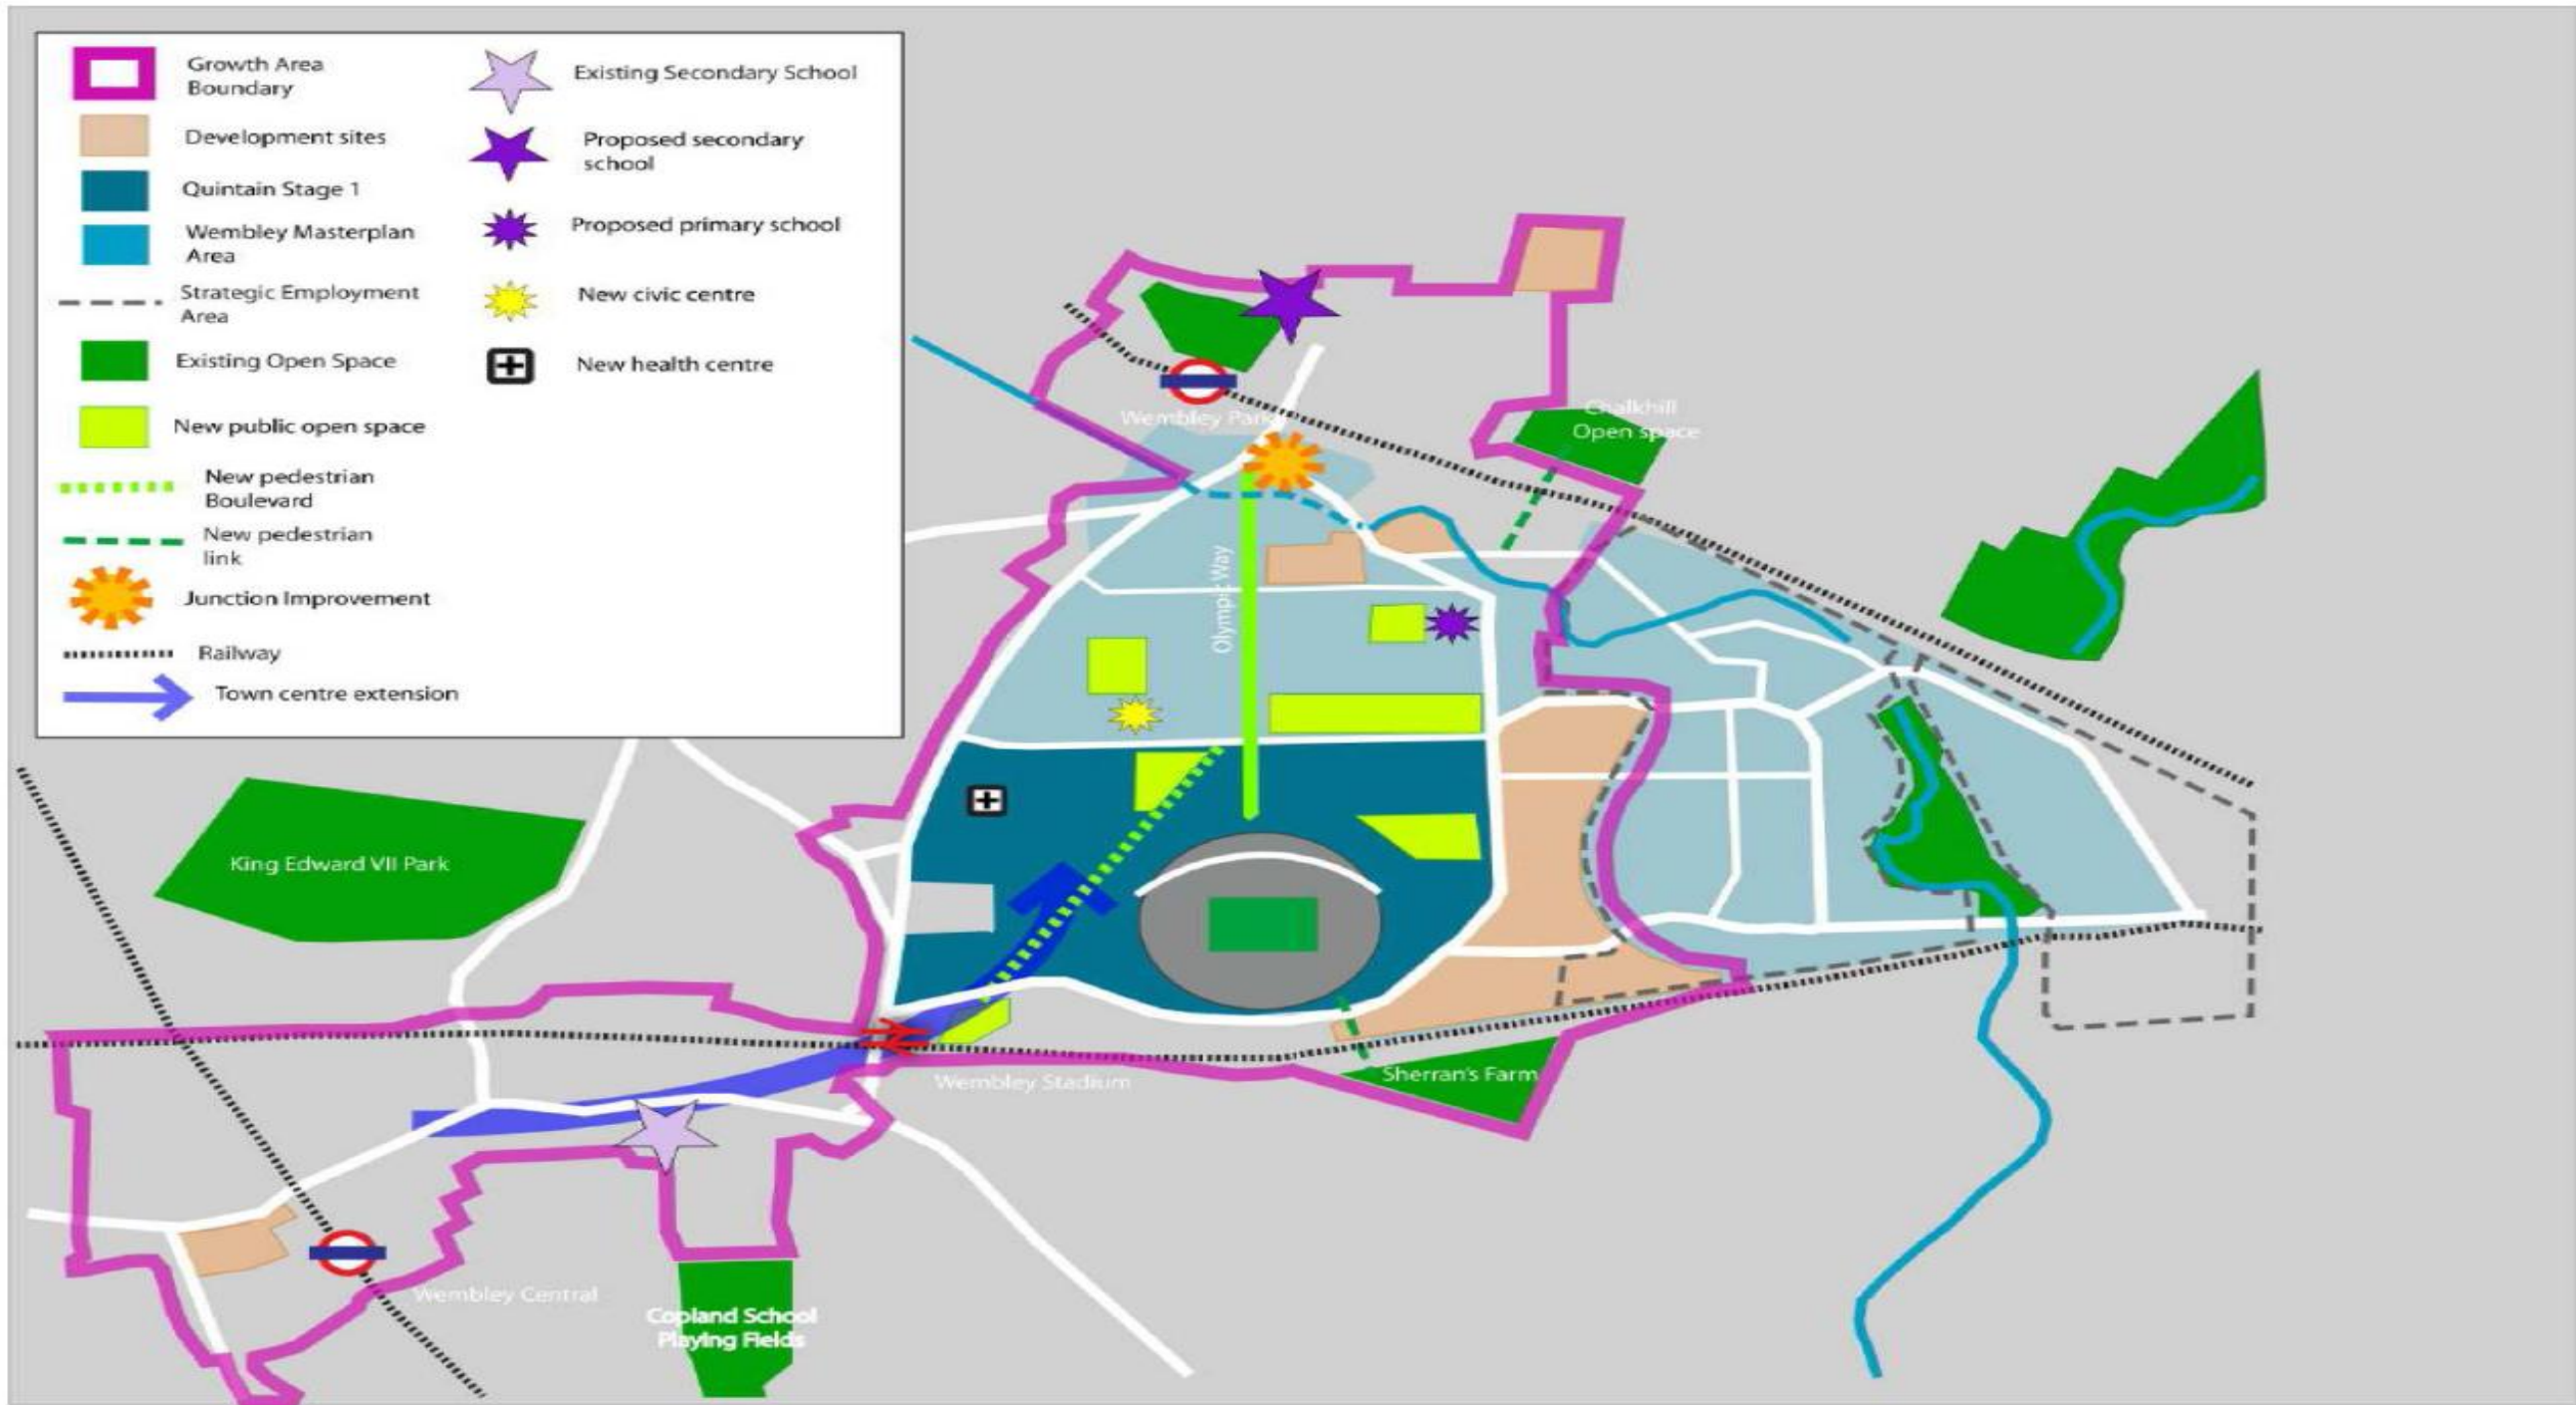 Growth Area
Boundary
Development sites
Quintain Stage 1
Wembley Masterplan
Area
Strategic Employment
Area
Existing Open Space
New public open space
New pedestrian
Boulevard
New pedestrian
link
Junction Improvement
Railway
Town centre extension
Existing Secondary School
Proposed secondary
school
Proposed primary school
New civic centre
New health centre
Wembley Park
Chalkhill
Open space
Olympic Way
King Edward VII Park
Wembley Stadium
Sherran's Farm
Wembley Central
Copland School
Playing Fields